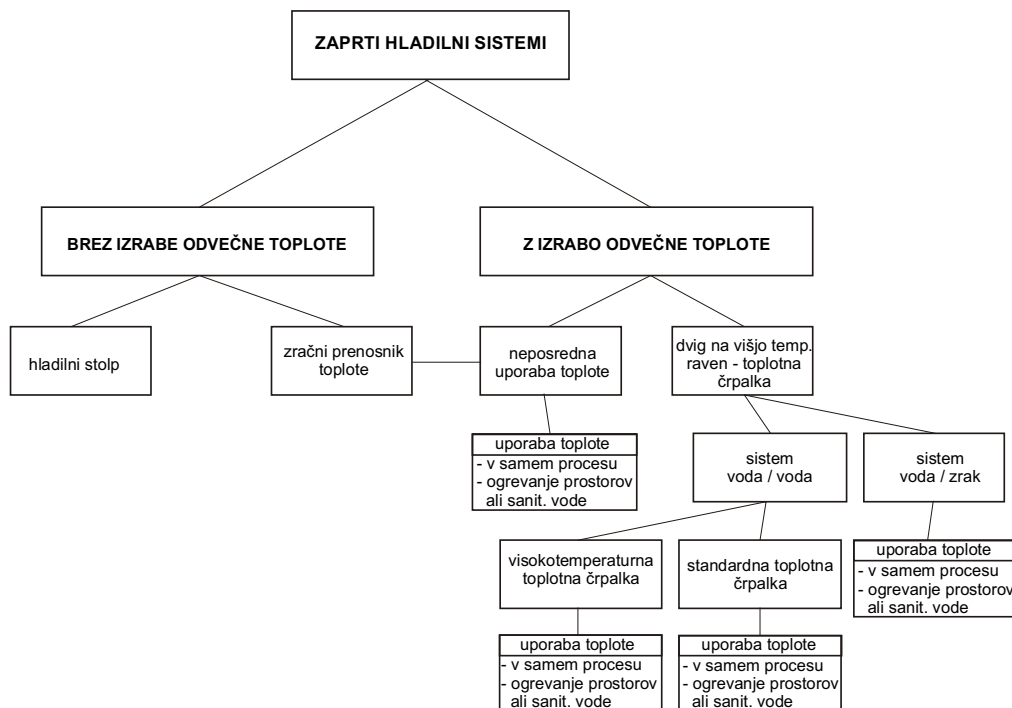 ZAPRTI HLADILNI SISTEMI
BREZ IZRABE ODVEČNE TOPLOTE
Z IZRABO ODVEČNE TOPLOTE
hladilni stolp
zračni prenosnik
toplote
neposredna
uporaba toplote
dvig na višjo temp.
raven - toplotna
črpalka
uporaba toplote
- v samem procesu
- ogrevanje prostorov
ali sanit. vode
sistem
voda / voda
sistem
voda / zrak
visokotemperaturna
toplotna črpalka
standardna toplotna
črpalka
uporaba toplote
- v samem procesu
- ogrevanje prostorov
ali sanit. vode
uporaba toplote
- v samem procesu
- ogrevanje prostorov
ali sanit. vode
uporaba toplote
- v samem procesu
- ogrevanje prostorov
ali sanit. vode